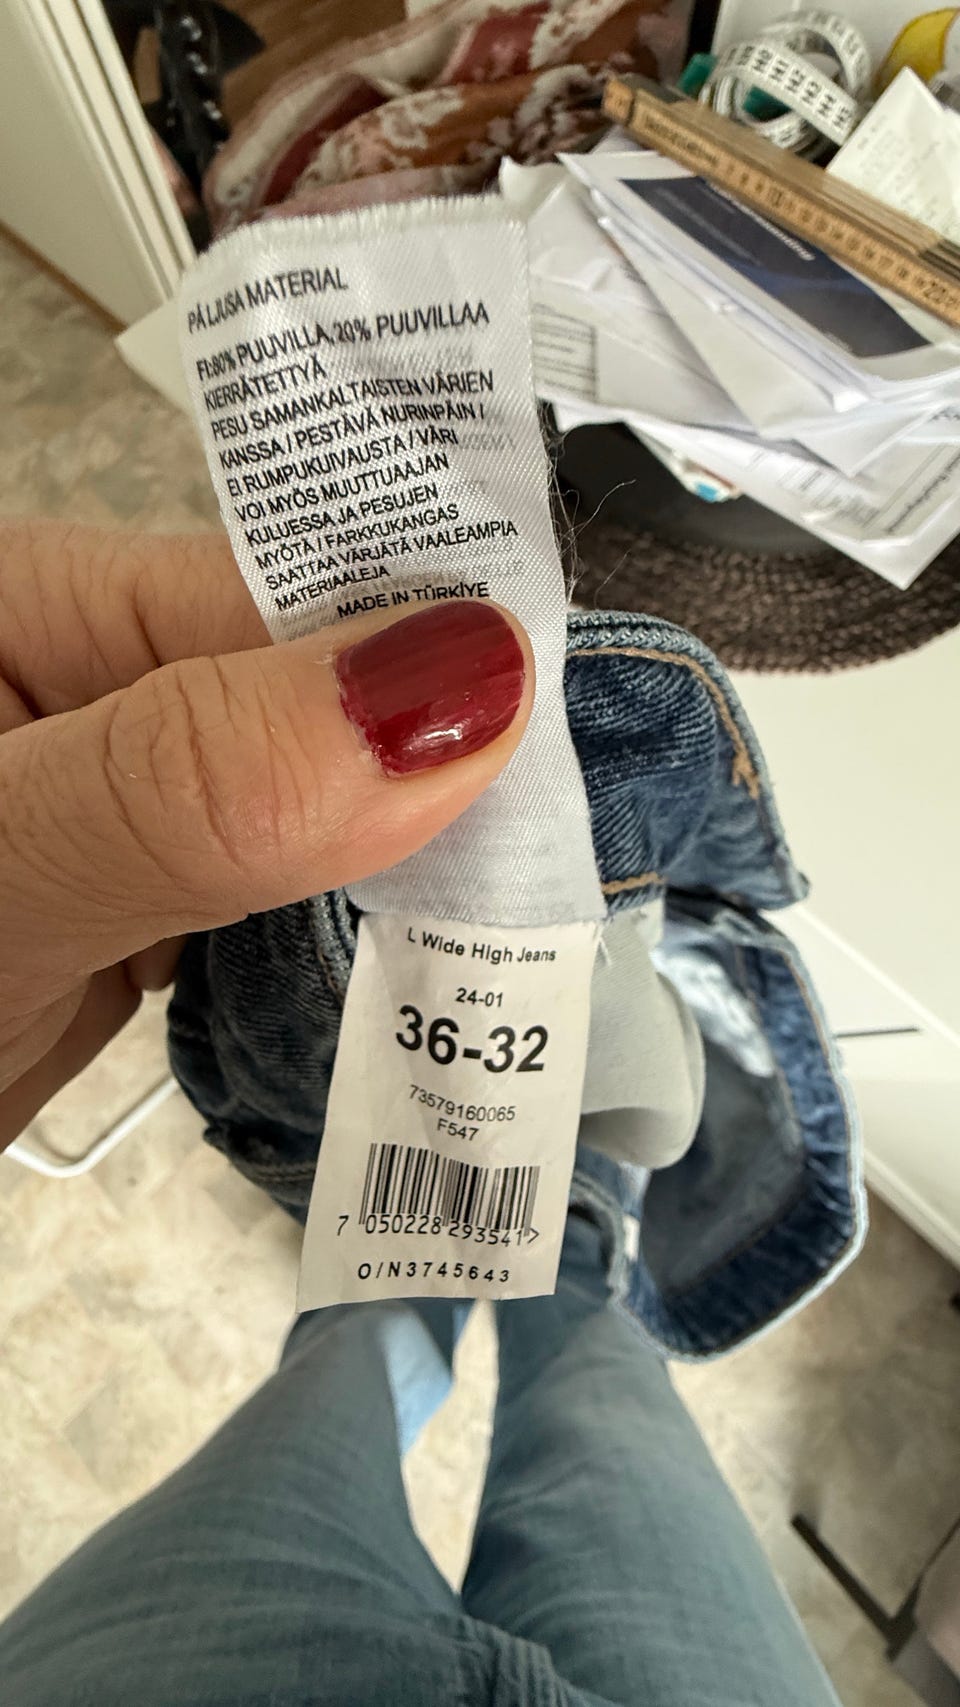 PÅ LJUSA MATERIAL
FI:80% PUUVILLA, 20% PUUVILLAA
KIERRÄTETTYÄ
PESU SAMANKALTAISTEN VÄRIEN
KANSSA / PESTÄVÄ NURINPÄIN /
EI RUMPUKUIVAUSTA / VÄRI
VOI MYÖS MUUTTUAAJAN
KULUESSA JA PESUJEN
MYÖTÄ / FARKKUKANGAS
SAATTAA VÄRJÄTÄ VAALEAMPIA
MATERIAALEJA
MADE IN TÜRKİYE
L Wide High Jeans
24-01
36-32
73579160065
F547
7 050228 293541 >
O/N3745643